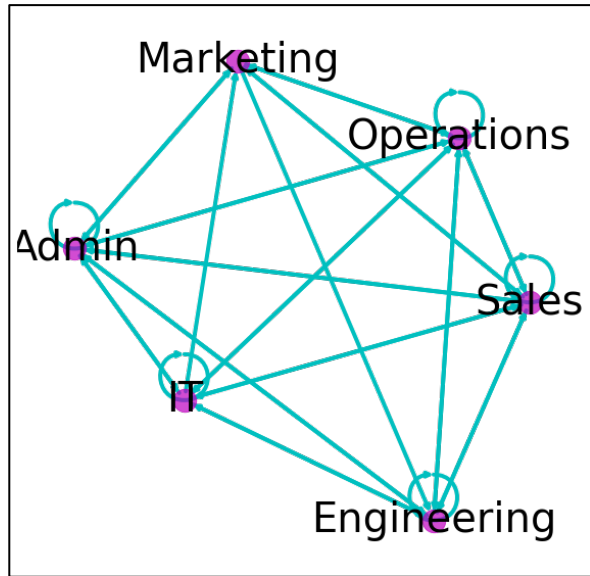 Marketing
Operations
Admin
Sales
IT
Engineering